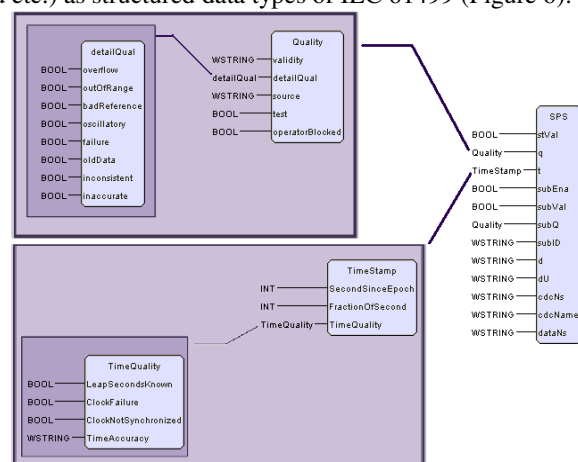 etc.) as structured data types of IEC 61499 (Figure 6).
detailQual
BOOL overflow
BOOL outOfRange
BOOL badReference
BOOL oscillatory
BOOL failure
BOOL oldData
BOOL inconsistent
BOOL inaccurate
Quality
WSTRING validity
detailQual detailQual
WSTRING source
BOOL test
BOOL operatorBlocked
SPS
BOOL stVal
Quality q
TimeStamp t
BOOL subEna
BOOL subVal
Quality subQ
WSTRING subID
WSTRING d
WSTRING dU
WSTRING cdcNs
WSTRING cdcName
WSTRING dataNs
TimeStamp
INT SecondSinceEpoch
INT FractionOfSecond
TimeQuality TimeQuality
TimeQuality
BOOL LeapSecondsKnown
BOOL ClockFailure
BOOL ClockNotSynchronized
WSTRING TimeAccuracy